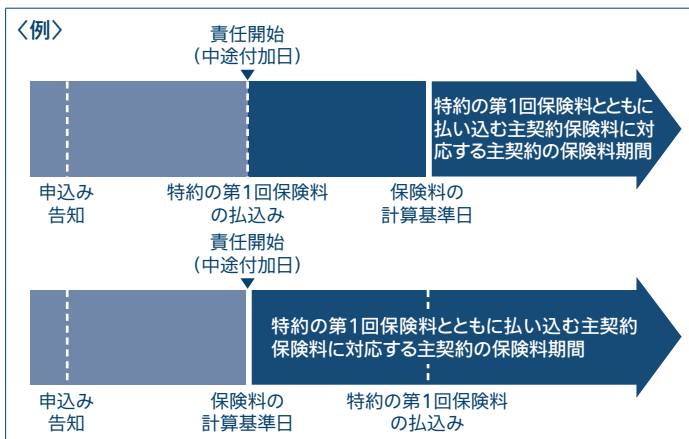 〈例〉
責任開始
（中途付加日）
特約の第1回保険料とともに
払い込む主契約保険料に対
応する主契約の保険料期間
申込み
告知
特約の第1回保険料
の払込み
保険料の
計算基準日
責任開始
（中途付加日）
特約の第1回保険料とともに払い込む主契約
保険料に対応する主契約の保険料期間
申込み
告知
保険料の
計算基準日
特約の第1回保険料
の払込み